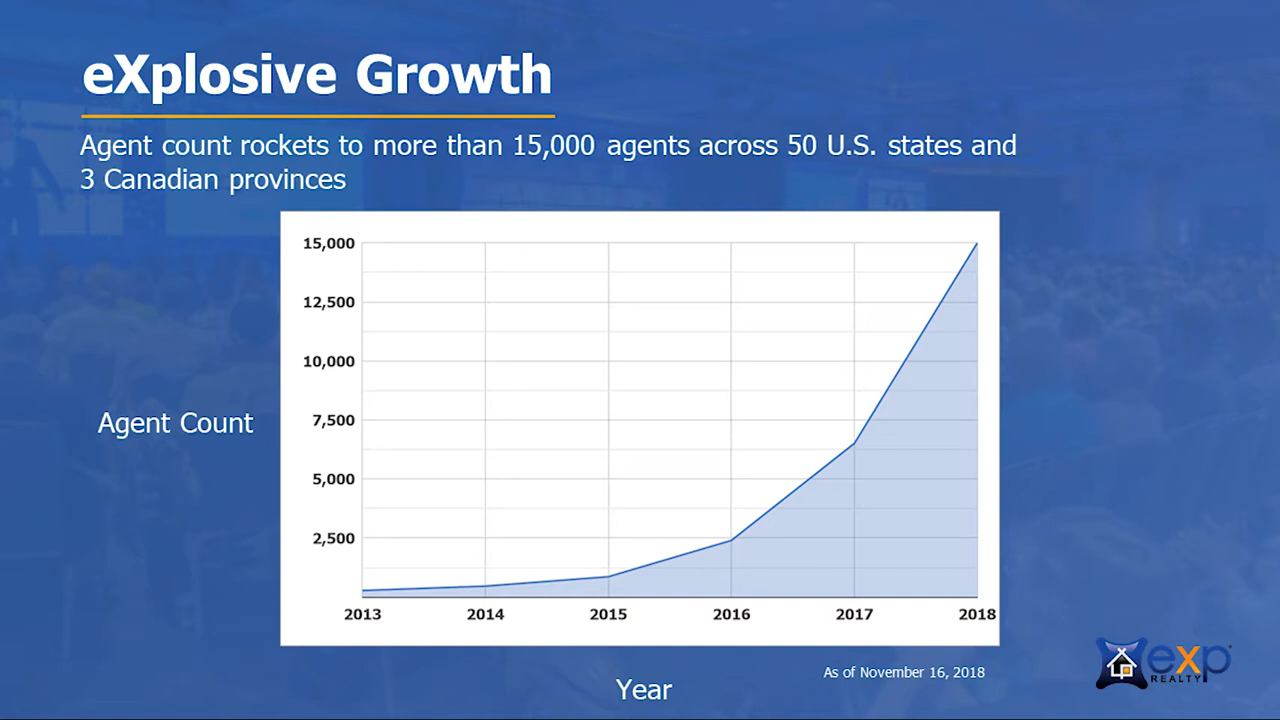 eXplosive Growth
Agent count rockets to more than 15,000 agents across 50 U.S. states and
3 Canadian provinces
15,000
12,500
10,000
7,500
Agent Count
5,000
2,500
2013 2014 2015 2016 2017 2018
As of November 16, 2018
Year
exp
REALTY